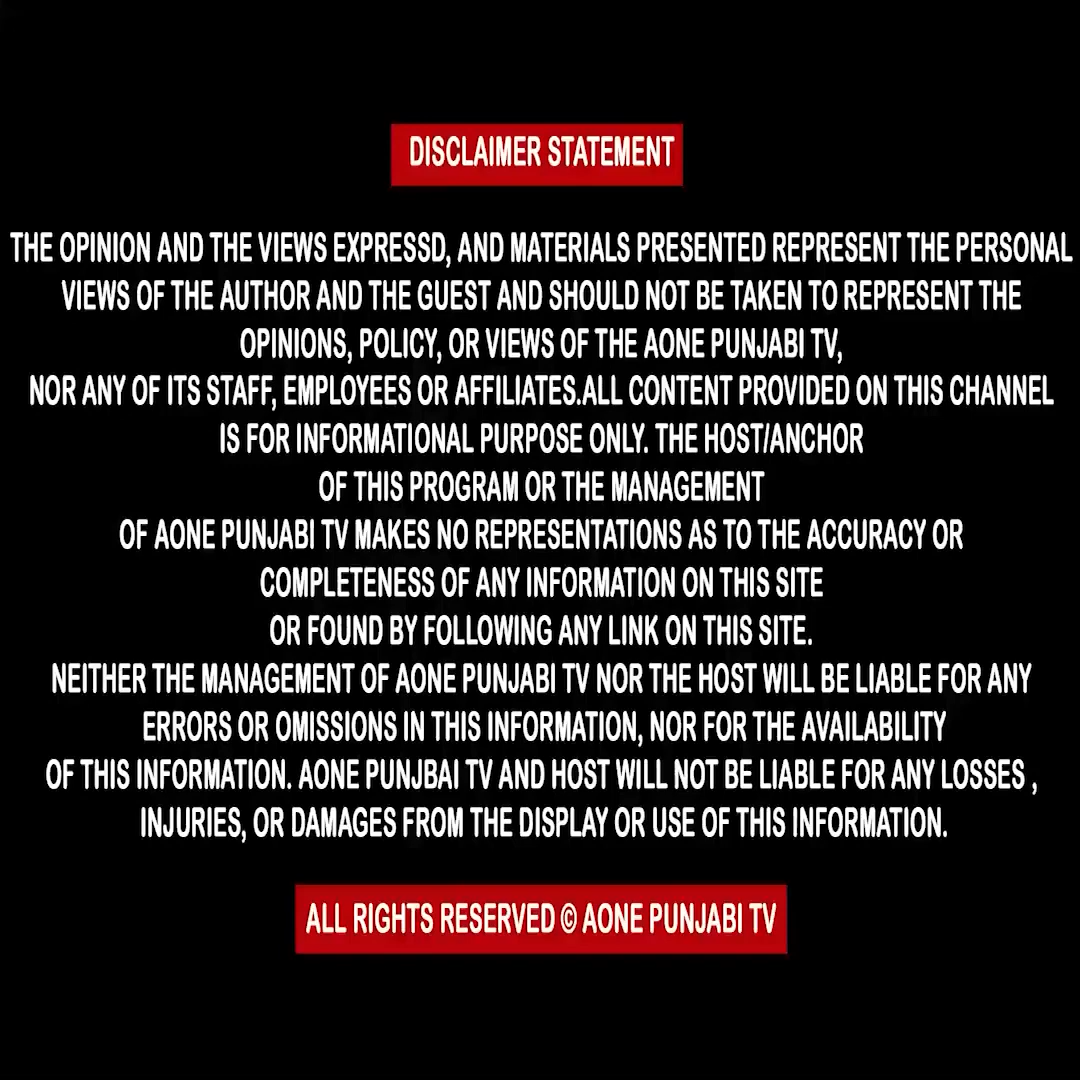 DISCLAIMER STATEMENT
THE OPINION AND THE VIEWS EXPRESSD, AND MATERIALS PRESENTED REPRESENT THE PERSONAL
VIEWS OF THE AUTHOR AND THE GUEST AND SHOULD NOT BE TAKEN TO REPRESENT THE
OPINIONS, POLICY, OR VIEWS OF THE AONE PUNJABI TV,
NOR ANY OF ITS STAFF, EMPLOYEES OR AFFILIATES.ALL CONTENT PROVIDED ON THIS CHANNEL
IS FOR INFORMATIONAL PURPOSE ONLY. THE HOST/ANCHOR
OF THIS PROGRAM OR THE MANAGEMENT
OF AONE PUNJABI TV MAKES NO REPRESENTATIONS AS TO THE ACCURACY OR
COMPLETENESS OF ANY INFORMATION ON THIS SITE
OR FOUND BY FOLLOWING ANY LINK ON THIS SITE.
NEITHER THE MANAGEMENT OF AONE PUNJABI TV NOR THE HOST WILL BE LIABLE FOR ANY
ERRORS OR OMISSIONS IN THIS INFORMATION, NOR FOR THE AVAILABILITY
OF THIS INFORMATION. AONE PUNJBAI TV AND HOST WILL NOT BE LIABLE FOR ANY LOSSES ,
INJURIES, OR DAMAGES FROM THE DISPLAY OR USE OF THIS INFORMATION.
ALL RIGHTS RESERVED © AONE PUNJABI TV